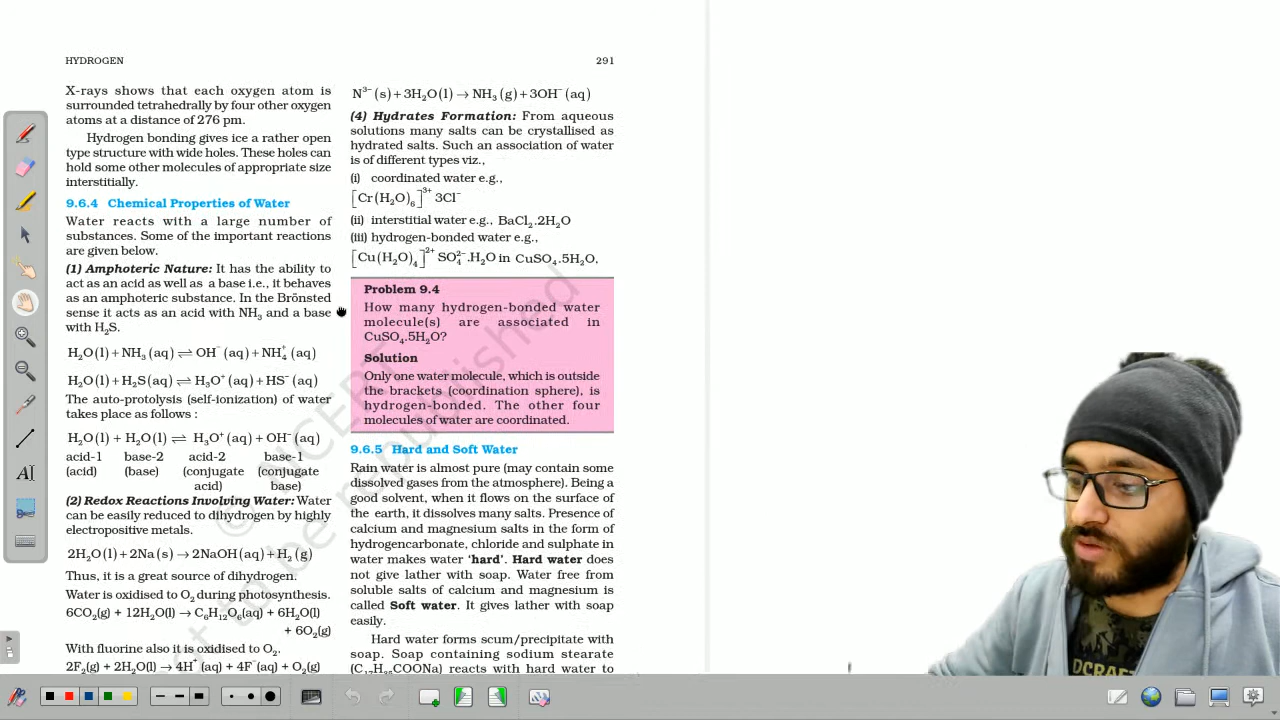 HYDROGEN
291
X-rays shows that each oxygen atom is
surrounded tetrahedrally by four other oxygen
atoms at a distance of 276 pm.
Hydrogen bonding gives ice a rather open
type structure with wide holes. These holes can
hold some other molecules of appropriate size
interstitially.
9.6.4 Chemical Properties of Water
Water reacts with a large number of
substances. Some of the important reactions
are given below.
(1) Amphoteric Nature: It has the ability to
act as an acid as well as a base i.e., it behaves
as an amphoteric substance. In the Brönsted
sense it acts as an acid with NH₃ and a base
with H₂S.
H₂O(l) + NH₃(aq) ⇌ OH⁻(aq) + NH₄⁺(aq)
H₂O(l) + H₂S(aq) ⇌ H₃O⁺(aq) + HS⁻(aq)
The auto-protolysis (self-ionization) of water
takes place as follows :
H₂O(l) + H₂O(l) ⇌ H₃O⁺(aq) + OH⁻(aq)
acid-1 base-2 acid-2 base-1
(acid) (base) (conjugate (conjugate
acid) base)
(2) Redox Reactions Involving Water: Water
can be easily reduced to dihydrogen by highly
electropositive metals.
2H₂O(l) + 2Na(s) → 2NaOH(aq) + H₂(g)
Thus, it is a great source of dihydrogen.
Water is oxidised to O₂ during photosynthesis.
6CO₂(g) + 12H₂O(l) → C₆H₁₂O₆(aq) + 6H₂O(l)
+ 6O₂(g)
With fluorine also it is oxidised to O₂.
2F₂(g) + 2H₂O(l) → 4H⁺(aq) + 4F⁻(aq) + O₂(g)
N³⁻(s) + 3H₂O(l) → NH₃(g) + 3OH⁻(aq)
(4) Hydrates Formation: From aqueous
solutions many salts can be crystallised as
hydrated salts. Such an association of water
is of different types viz.,
(i) coordinated water e.g.,
[Cr(H₂O)₆]³⁺ 3Cl⁻
(ii) interstitial water e.g., BaCl₂.2H₂O
(iii) hydrogen-bonded water e.g.,
[Cu(H₂O)₄]²⁺ SO₄²⁻.H₂O in CuSO₄.5H₂O,
Problem 9.4
How many hydrogen-bonded water
molecule(s) are associated in
CuSO₄.5H₂O?
Solution
Only one water molecule, which is outside
the brackets (coordination sphere), is
hydrogen-bonded. The other four
molecules of water are coordinated.
9.6.5 Hard and Soft Water
Rain water is almost pure (may contain some
dissolved gases from the atmosphere). Being a
good solvent, when it flows on the surface of
the earth, it dissolves many salts. Presence of
calcium and magnesium salts in the form of
hydrogencarbonate, chloride and sulphate in
water makes water 'hard'. Hard water does
not give lather with soap. Water free from
soluble salts of calcium and magnesium is
called Soft water. It gives lather with soap
easily.
Hard water forms scum/precipitate with
soap. Soap containing sodium stearate
(C₁₇H₃₅COONa) reacts with hard water to
© NCERT
to be republished
DCRAF